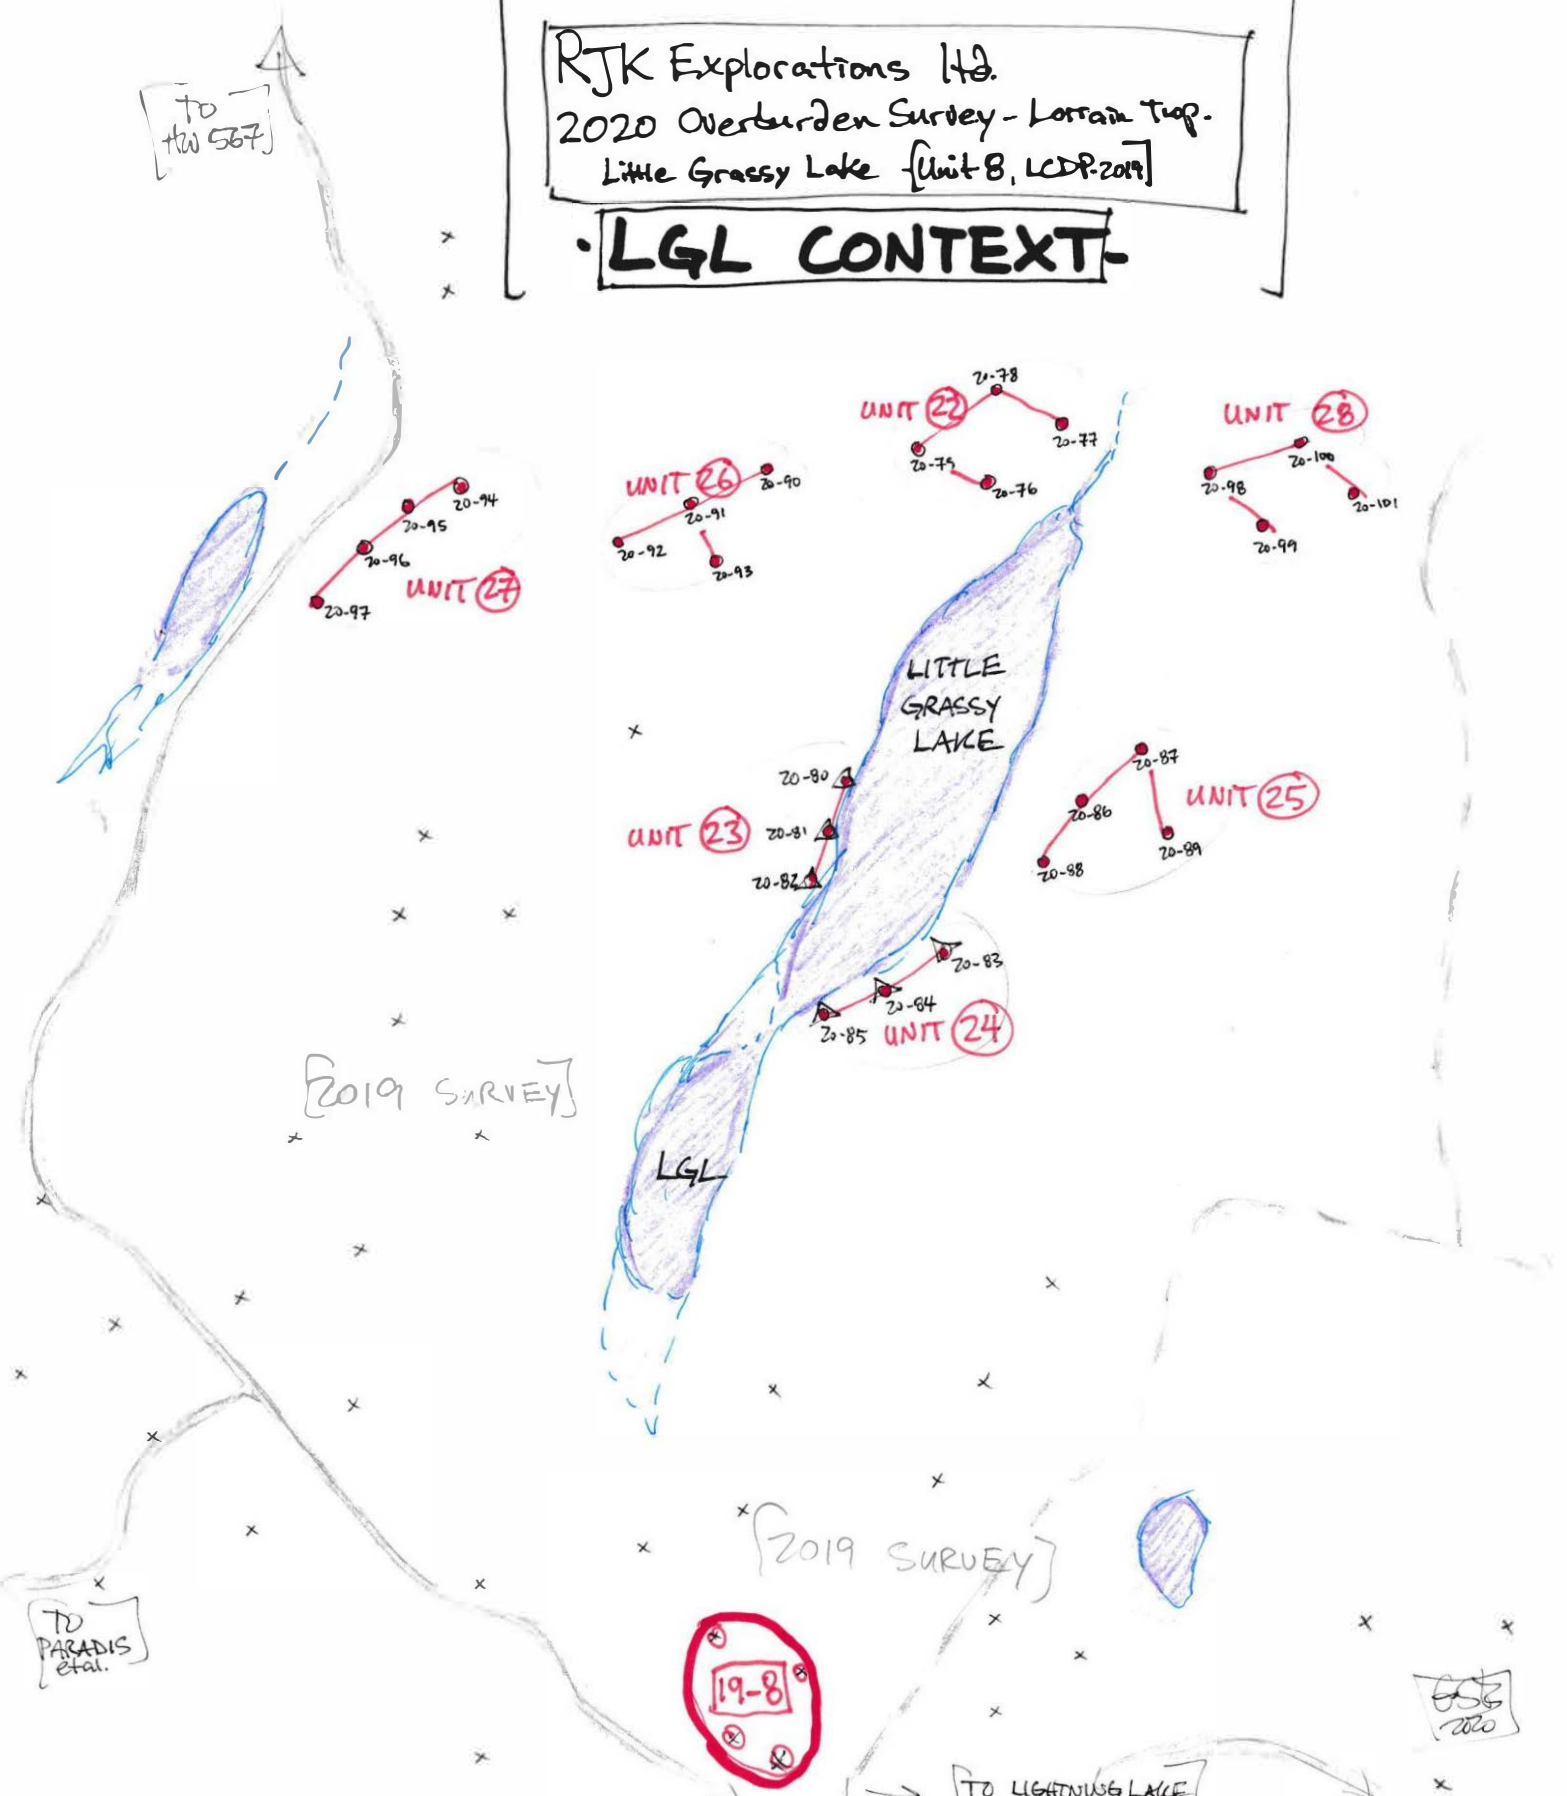 RJK Explorations ltd.
2020 Overburden Survey - Lorrain Twp.
Little Grassy Lake [Unit 8, LCDP-2019]
·LGL CONTEXT-
TO
HW 567
20-78
UNIT 22
20-77
20-75
20-76
UNIT 28
20-100
20-98
20-101
20-99
UNIT 26
20-90
20-91
20-92
20-93
20-94
20-95
20-96
UNIT 27
20-97
LITTLE
GRASSY
LAKE
20-80
UNIT 23
20-81
20-82
20-87
UNIT 25
20-86
20-89
20-88
20-83
20-84
20-85
UNIT 24
[2019 SURVEY]
LGL
[2019 SURVEY]
TO
PARADIS
etal.
19-8
2020
[TO LIGHTNING LAKE]